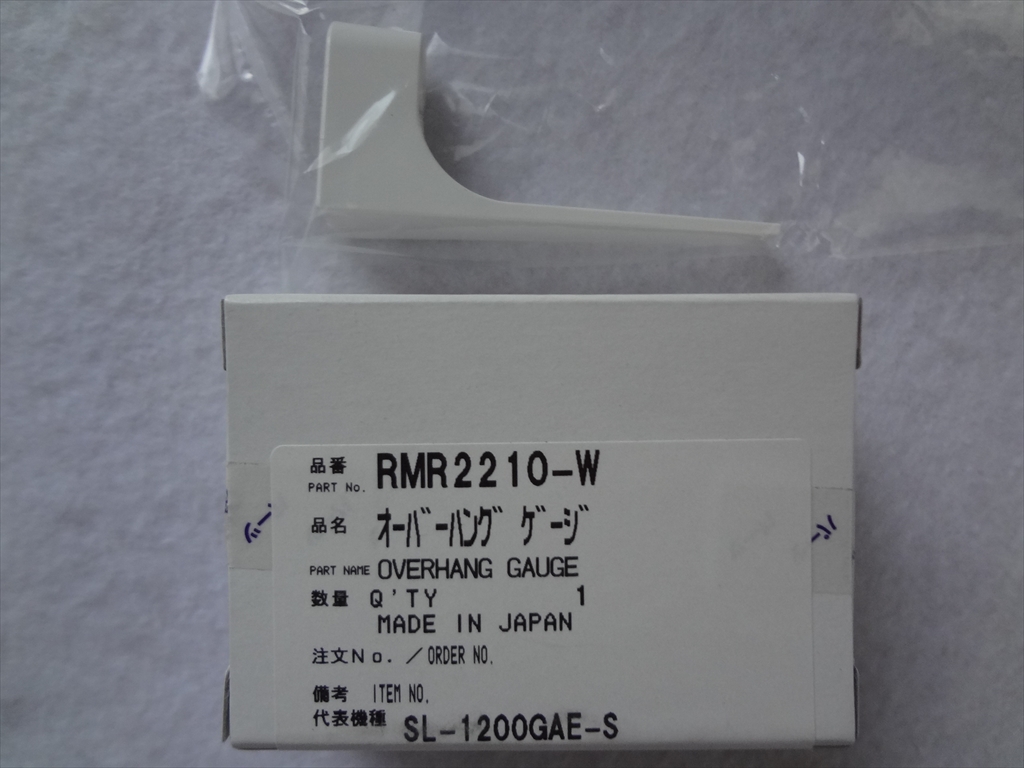 品番 RMR2210-W
PART No.
品名 ｵｰﾊﾞｰﾊﾝｸﾞ ｹﾞｰｼﾞ
PART NAME OVERHANG GAUGE
数量 Q'TY 1
MADE IN JAPAN
注文No. ／ORDER NO.
備考 ITEM NO.
代表機種 SL-1200GAE-S